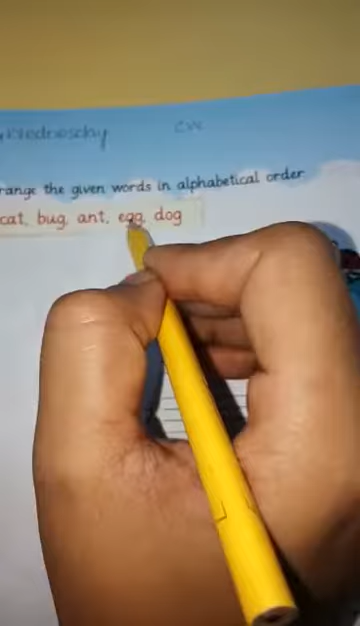 Wednesday cw
range the given words in alphabetical order
cat, bug, ant, egg, dog